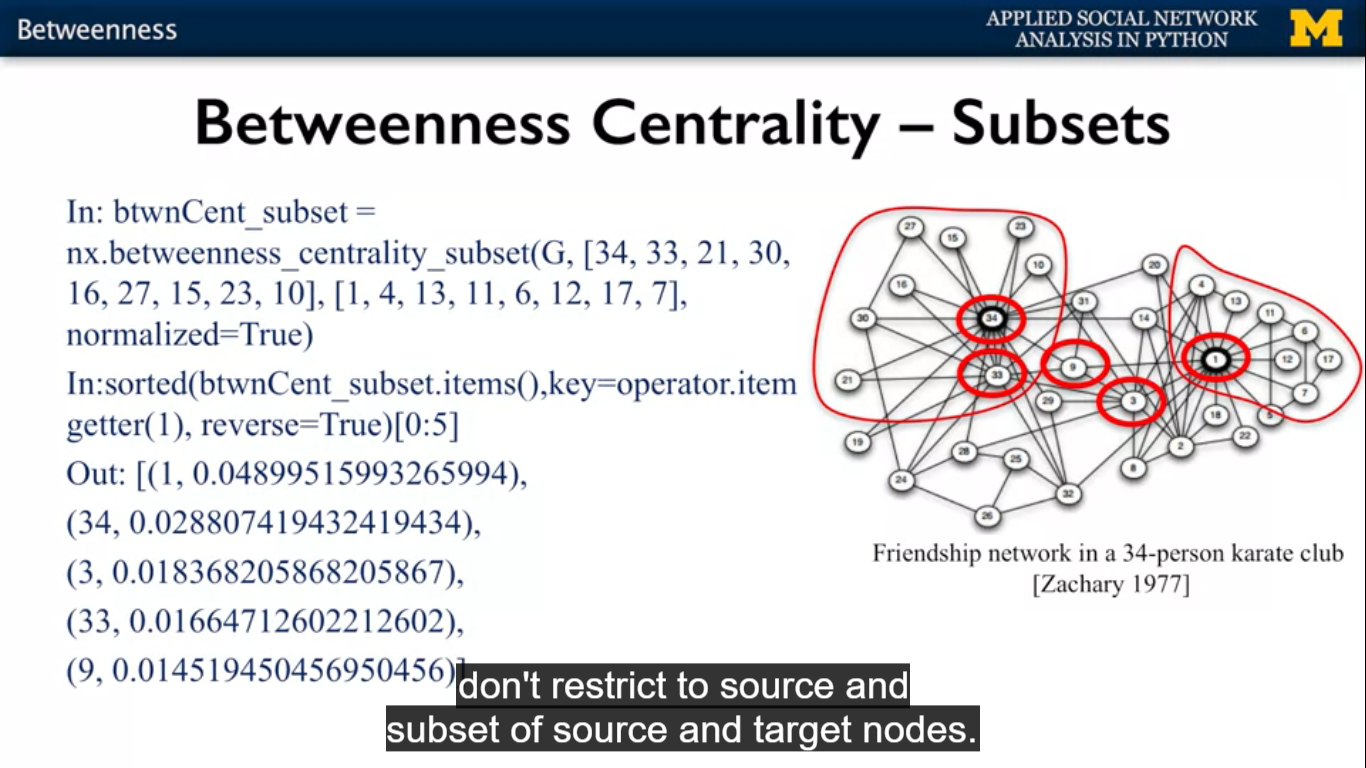 Betweenness
APPLIED SOCIAL NETWORK
ANALYSIS IN PYTHON
M
Betweenness Centrality – Subsets
In: btwnCent_subset =
nx.betweenness_centrality_subset(G, [34, 33, 21, 30,
16, 27, 15, 23, 10], [1, 4, 13, 11, 6, 12, 17, 7],
normalized=True)
In:sorted(btwnCent_subset.items(),key=operator.item
getter(1), reverse=True)[0:5]
Out: [(1, 0.04899515993265994),
(34, 0.028807419432419434),
(3, 0.018368205868205867),
(33, 0.01664712602212602),
(9, 0.014519450456950456)]
27
15
23
10
20
4
13
16
31
11
30
34
14
6
1
12
17
9
33
21
7
29
3
18
5
19
22
2
28
25
8
24
32
26
Friendship network in a 34-person karate club
[Zachary 1977]
don't restrict to source and
subset of source and target nodes.